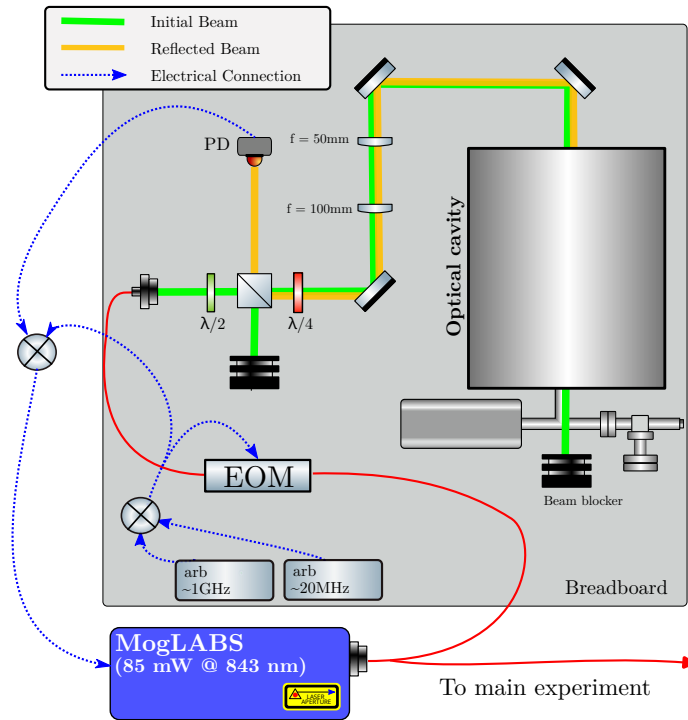 Initial Beam
Reflected Beam
Electrical Connection
PD
f = 50mm
f = 100mm
Optical cavity
λ/2
λ/4
EOM
Beam blocker
arb
~1GHz
arb
~20MHz
Breadboard
MogLABS
(85 mW @ 843 nm)
LASER
APERTURE
To main experiment